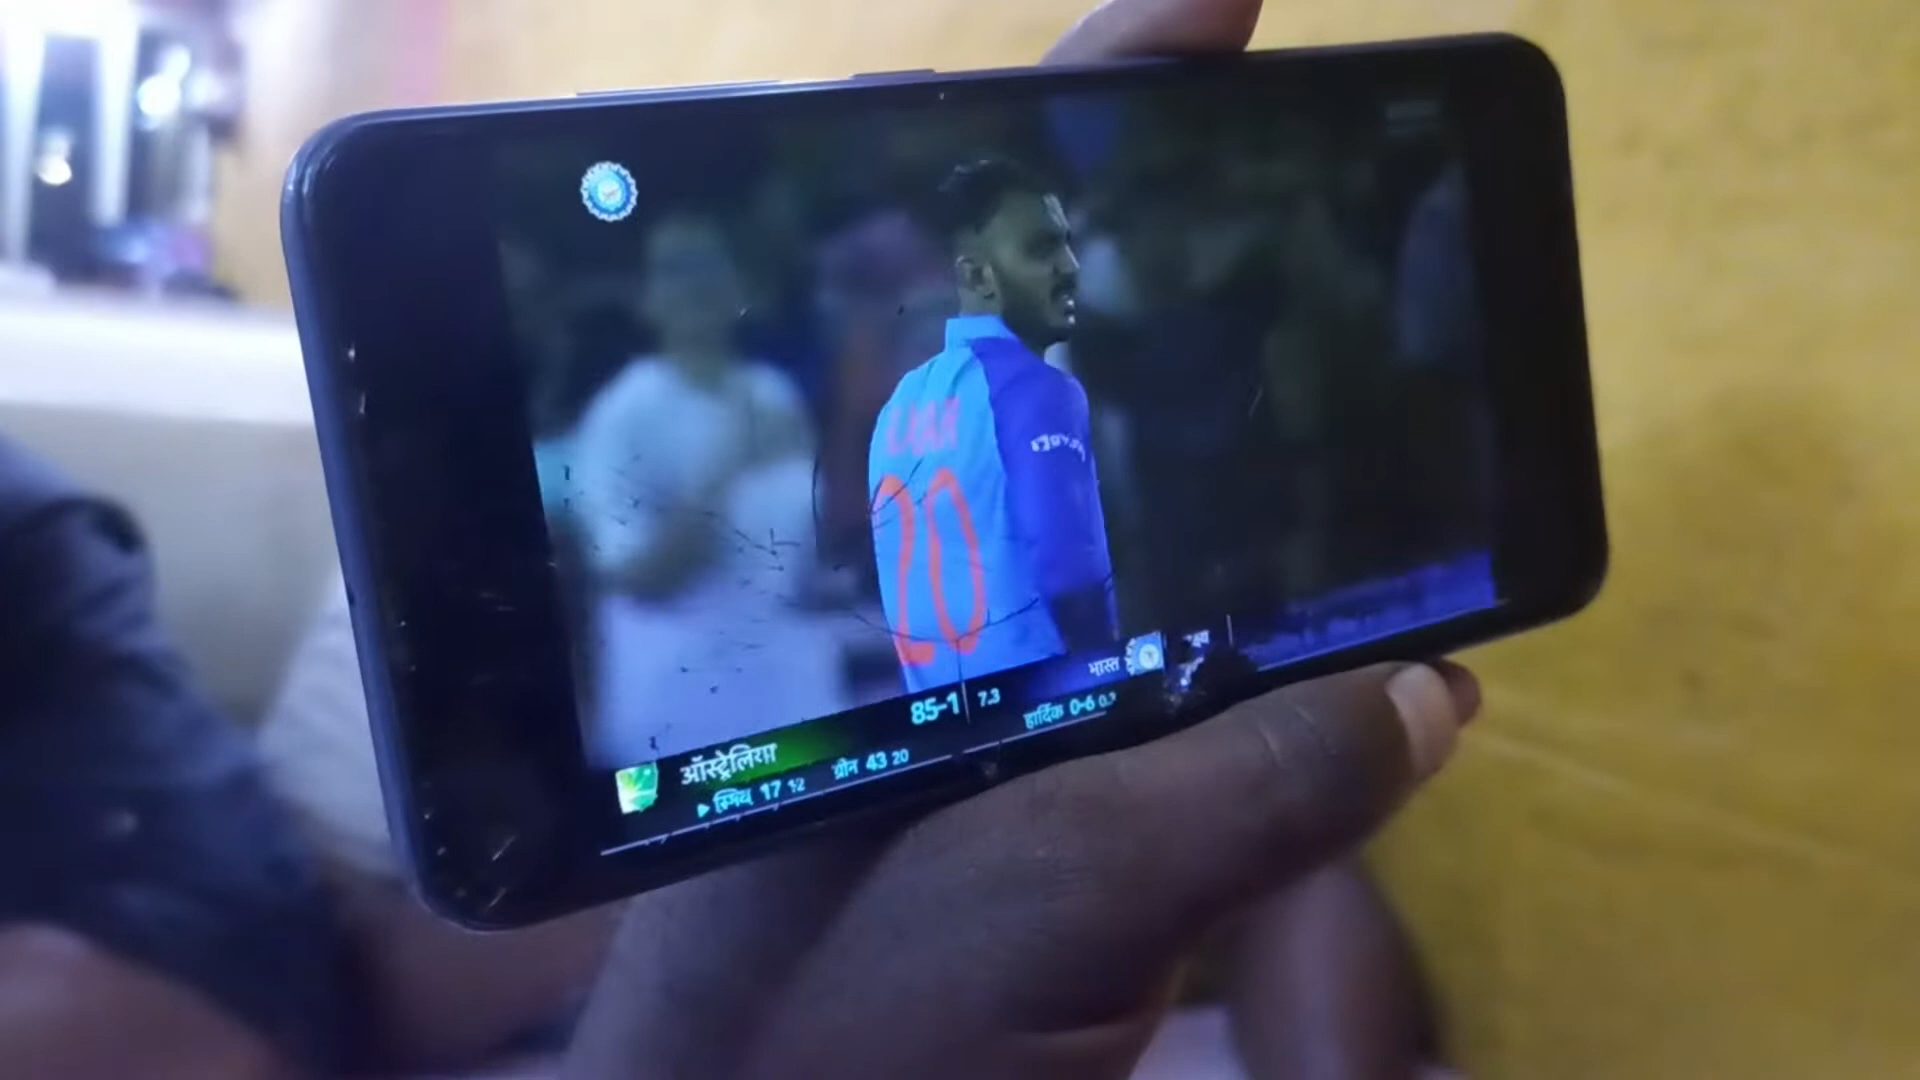 20
85-1 7.3
भारत
हार्दिक 0-6
ऑस्ट्रेलिया
▶ स्मिथ 17 12 ग्रीन 43 20